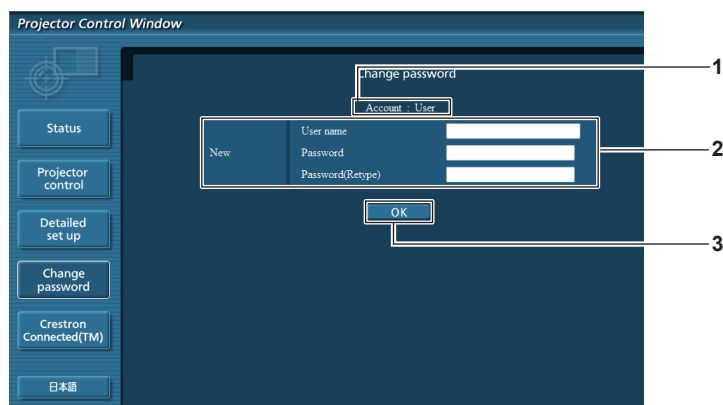 Projector Control Window
Change password
Account : User
1
Status
New
User name
Password
Password(Retype)
2
Projector
control
OK
3
Detailed
set up
Change
password
Crestron
Connected(TM)
日本語